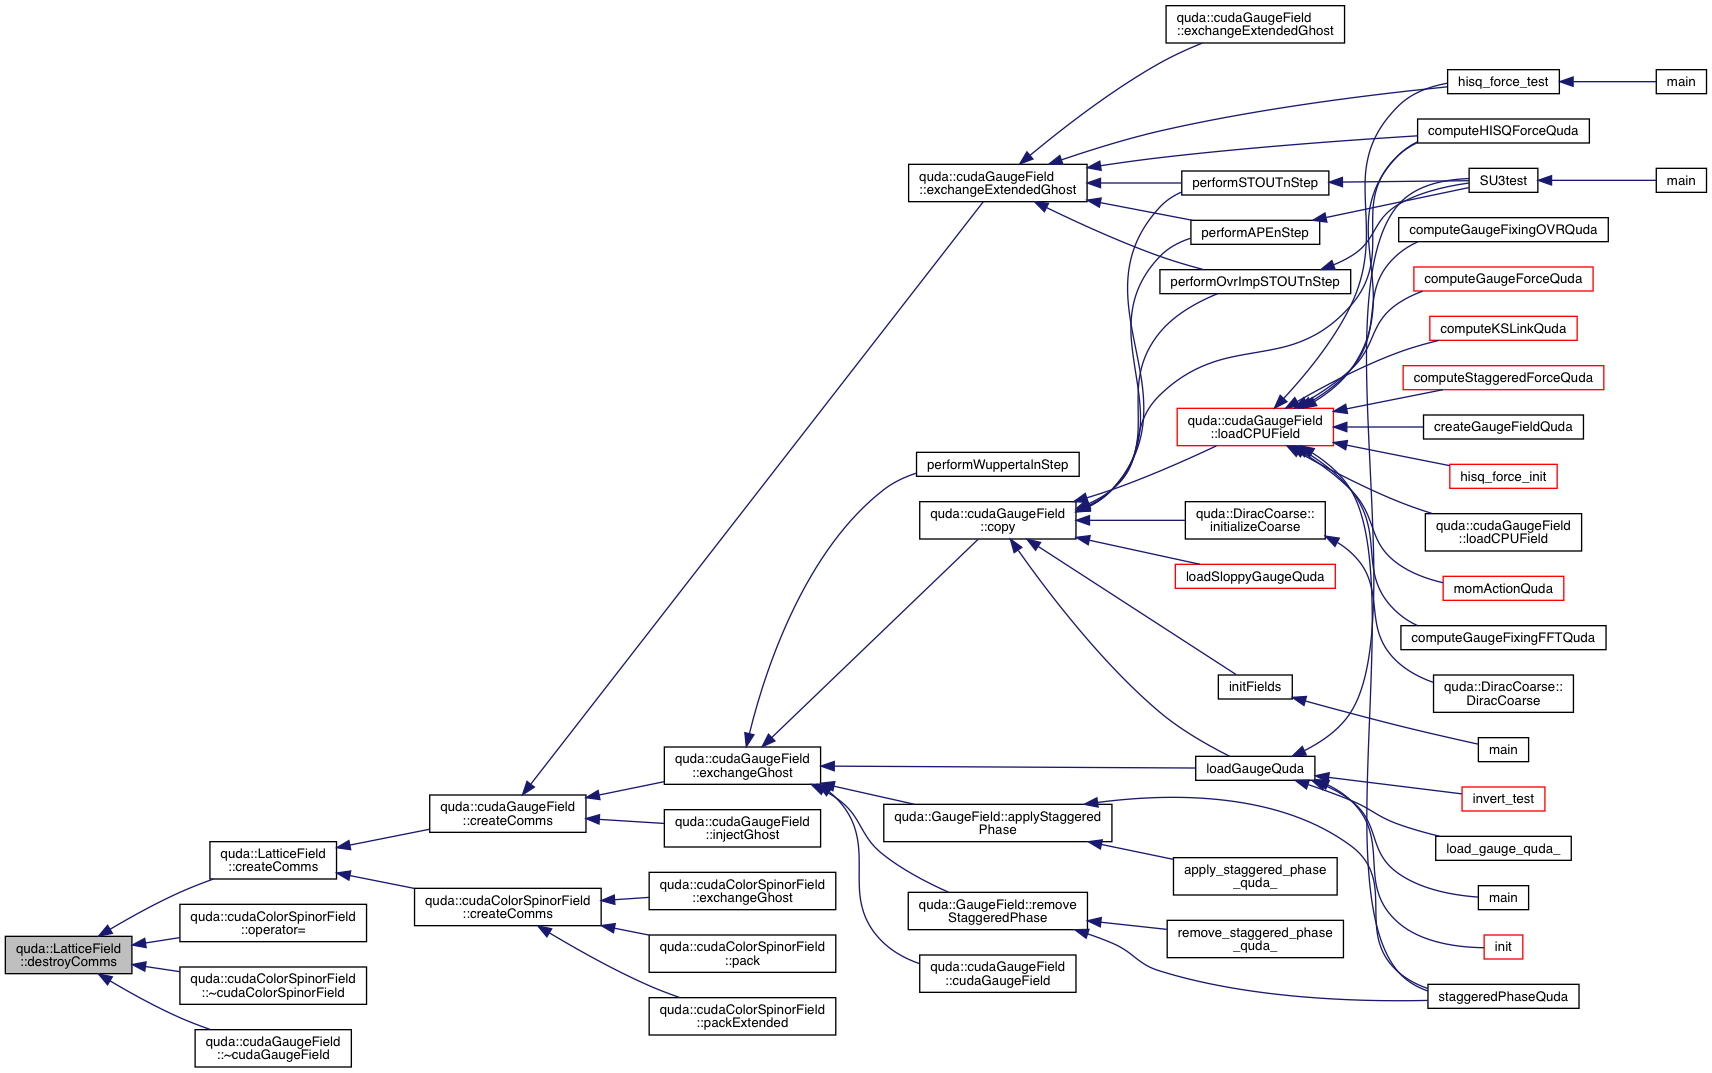 quda::LatticeField
::destroyComms
quda::LatticeField
::createComms
quda::cudaColorSpinorField
::operator=
quda::cudaColorSpinorField
::~cudaColorSpinorField
quda::cudaGaugeField
::~cudaGaugeField
quda::cudaGaugeField
::createComms
quda::cudaColorSpinorField
::createComms
quda::cudaGaugeField
::exchangeGhost
quda::cudaGaugeField
::injectGhost
quda::cudaColorSpinorField
::exchangeGhost
quda::cudaColorSpinorField
::pack
quda::cudaColorSpinorField
::packExtended
quda::cudaGaugeField
::exchangeExtendedGhost
performWuppertalnStep
quda::cudaGaugeField
::copy
quda::GaugeField::applyStaggered
Phase
quda::GaugeField::remove
StaggeredPhase
quda::cudaGaugeField
::cudaGaugeField
quda::cudaGaugeField
::exchangeExtendedGhost
performSTOUTnStep
performAPEnStep
performOvrImpSTOUTnStep
quda::cudaGaugeField
::loadCPUField
quda::DiracCoarse::
initializeCoarse
loadSloppyGaugeQuda
initFields
loadGaugeQuda
apply_staggered_phase
_quda_
remove_staggered_phase
_quda_
hisq_force_test
computeHISQForceQuda
SU3test
computeGaugeFixingOVRQuda
computeGaugeForceQuda
computeKSLinkQuda
computeStaggeredForceQuda
createGaugeFieldQuda
hisq_force_init
quda::cudaGaugeField
::loadCPUField
momActionQuda
computeGaugeFixingFFTQuda
quda::DiracCoarse::
DiracCoarse
main
invert_test
load_gauge_quda_
main
init
staggeredPhaseQuda
main
main